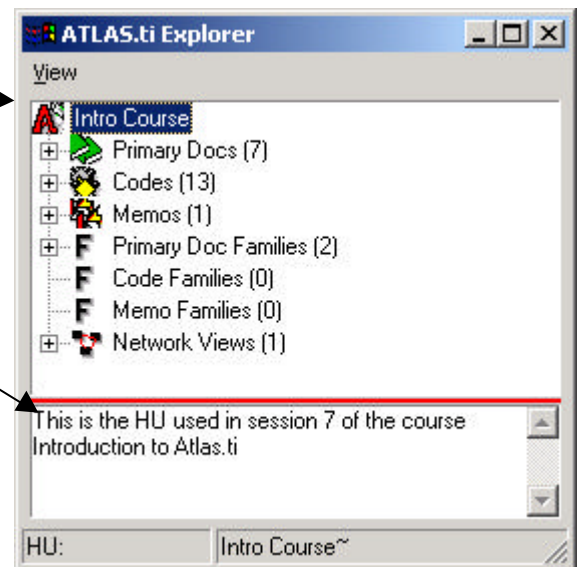 ATLAS.ti Explorer
View
Intro Course
Primary Docs (7)
Codes (13)
Memos (1)
F Primary Doc Families (2)
F Code Families (0)
F Memo Families (0)
Network Views (1)
This is the HU used in session 7 of the course
Introduction to Atlas.ti
HU: Intro Course~